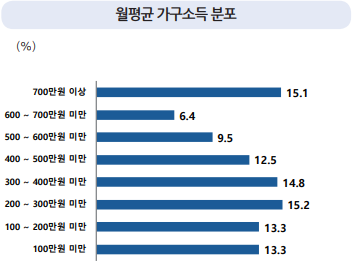 월평균 가구소득 분포
(%)
700만원 이상 15.1
600 ~ 700만원 미만 6.4
500 ~ 600만원 미만 9.5
400 ~ 500만원 미만 12.5
300 ~ 400만원 미만 14.8
200 ~ 300만원 미만 15.2
100 ~ 200만원 미만 13.3
100만원 미만 13.3